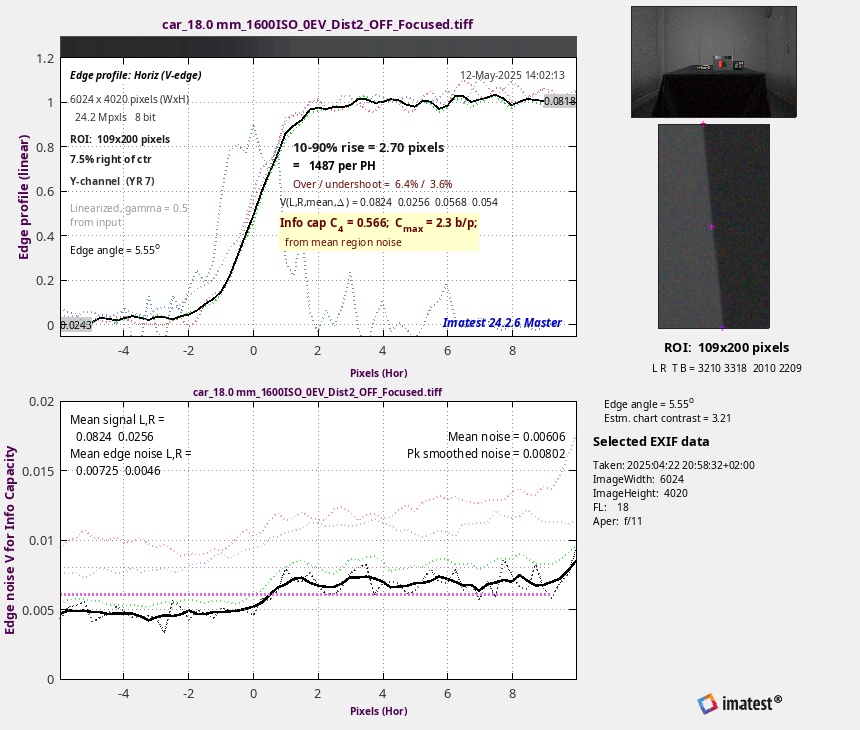 car_18.0 mm_1600ISO_0EV_Dist2_OFF_Focused.tiff
Edge profile (linear)
1.2
1
0.8
0.6
0.4
0.2
0
Edge profile: Horiz (V-edge)
12-May-2025 14:02:13
6024 x 4020 pixels (WxH)
24.2 Mpxls 8 bit
ROI: 109x200 pixels
7.5% right of ctr
Y-channel (YR 7)
Linearized, gamma = 0.5
from input
Edge angle = 5.55⁰
0.0818
10-90% rise = 2.70 pixels
= 1487 per PH
Over / undershoot = 6.4% / 3.6%
V(L,R,mean,Δ) = 0.0824 0.0256 0.0568 0.054
Info cap C4 = 0.566; Cmax = 2.3 b/p;
from mean region noise
0.0243
Imatest 24.2.6 Master
-4 -2 0 2 4 6 8
Pixels (Hor)
ROI: 109x200 pixels
L R T B = 3210 3318 2010 2209
car_18.0 mm_1600ISO_0EV_Dist2_OFF_Focused.tiff
Edge noise V for Info Capacity
0.02
0.015
0.01
0.005
0
Mean signal L,R =
0.0824 0.0256
Mean edge noise L,R =
0.00725 0.0046
Mean noise = 0.00606
Pk smoothed noise = 0.00802
-4 -2 0 2 4 6 8
Pixels (Hor)
Edge angle = 5.55⁰
Estm. chart contrast = 3.21
Selected EXIF data
Taken: 2025:04:22 20:58:32+02:00
ImageWidth: 6024
ImageHeight: 4020
FL: 18
Aper: f/11
imatest®